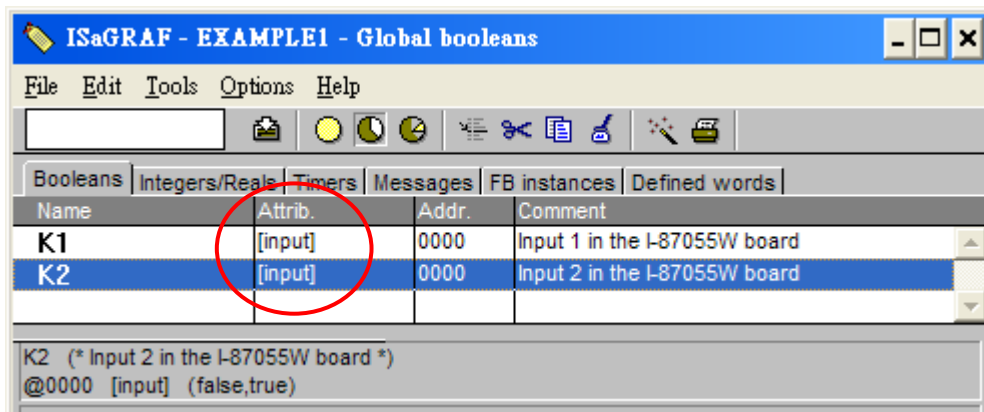 ISaGRAF - EXAMPLE1 - Global booleans
File Edit Tools Options Help
Booleans Integers/Reals Timers Messages FB instances Defined words
Name Attrib. Addr. Comment
K1 [input] 0000 Input 1 in the I-87055W board
K2 [input] 0000 Input 2 in the I-87055W board
K2 (* Input 2 in the I-87055W board *)
@0000 [input] (false,true)